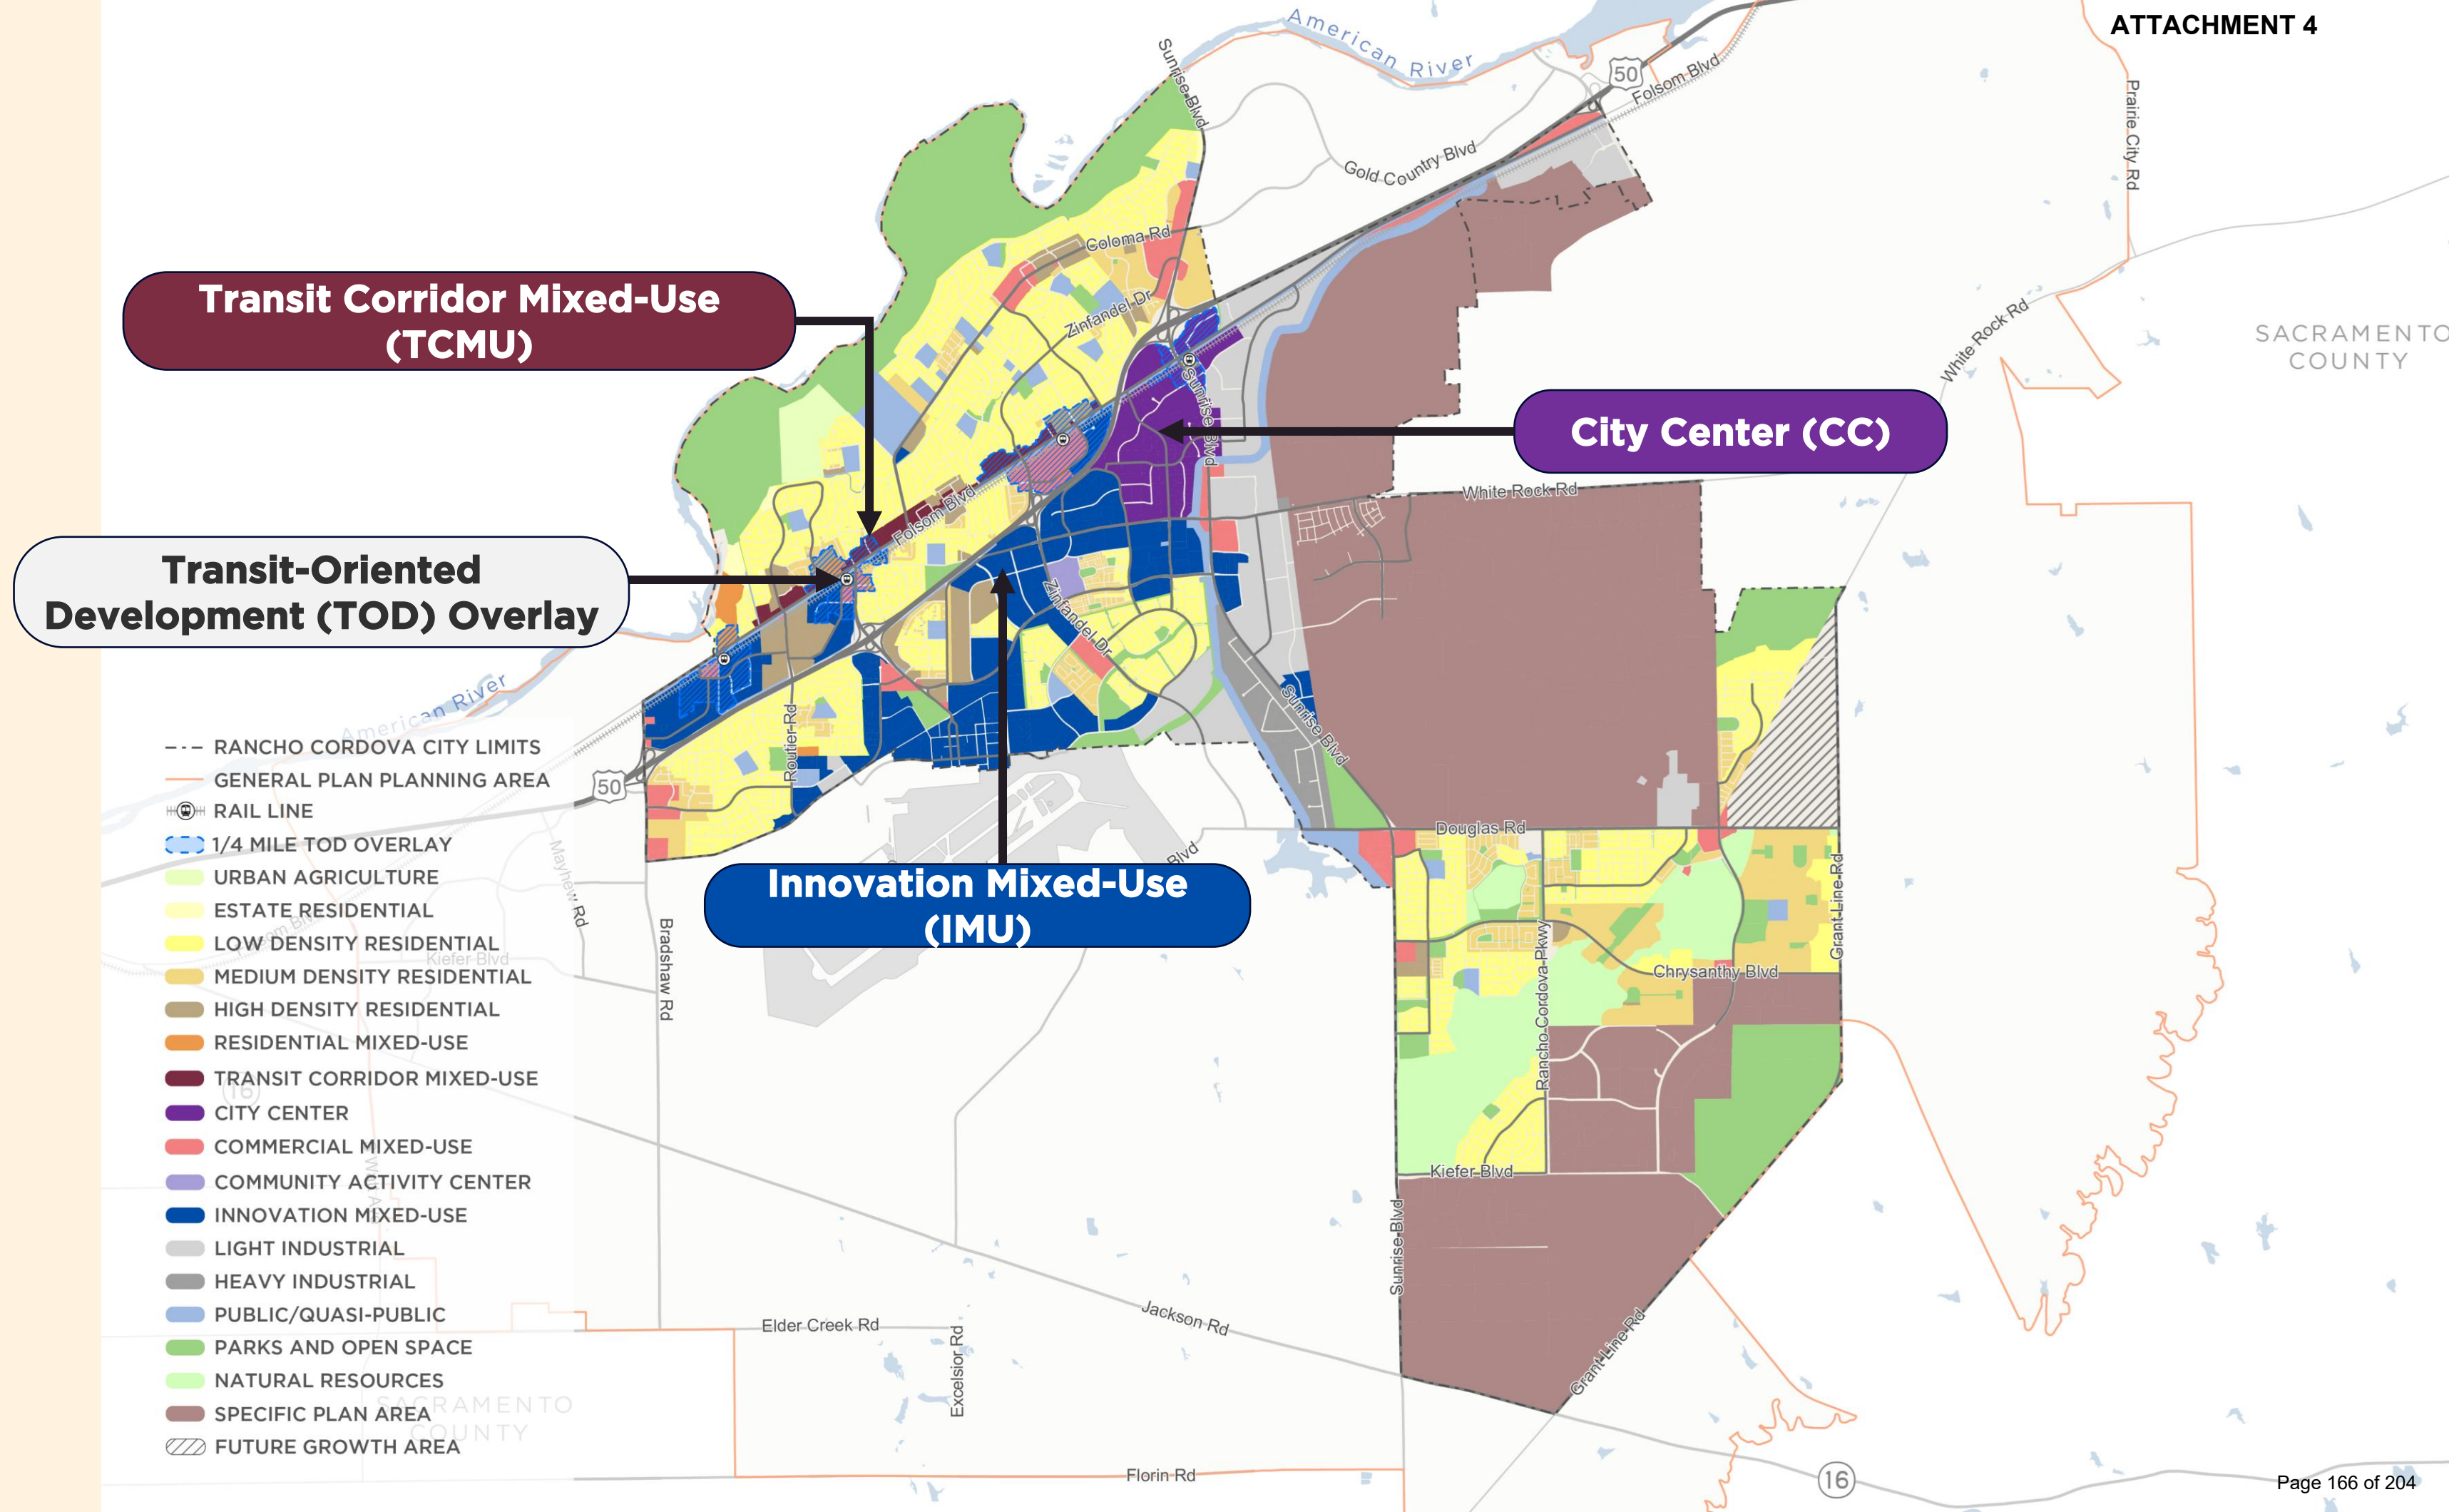 ATTACHMENT 4
American River
Sunrise Blvd
50
Folsom Blvd
Prairie City Rd
Gold Country Blvd
Coloma Rd
Zinfandel Dr
White Rock Rd
SACRAMENTO
COUNTY
Transit Corridor Mixed-Use
(TCMU)
City Center (CC)
Sunrise Blvd
White Rock Rd
Folsom Blvd
Transit-Oriented
Development (TOD) Overlay
Zinfandel Dr
American River
Routier Rd
Sunrise Blvd
50
Douglas Rd
Mayhew Rd
Blvd
Innovation Mixed-Use
(IMU)
Bradshaw Rd
Kiefer Blvd
Grant Line Rd
Rancho Cordova Pkwy
Chrysanthy Blvd
Kiefer Blvd
Sunrise Blvd
Jackson Rd
Elder Creek Rd
Excelsior Rd
Grant Line Rd
Florin Rd
16
16
SACRAMENTO
COUNTY
RANCHO CORDOVA CITY LIMITS
GENERAL PLAN PLANNING AREA
RAIL LINE
1/4 MILE TOD OVERLAY
URBAN AGRICULTURE
ESTATE RESIDENTIAL
LOW DENSITY RESIDENTIAL
MEDIUM DENSITY RESIDENTIAL
HIGH DENSITY RESIDENTIAL
RESIDENTIAL MIXED-USE
TRANSIT CORRIDOR MIXED-USE
CITY CENTER
COMMERCIAL MIXED-USE
COMMUNITY ACTIVITY CENTER
INNOVATION MIXED-USE
LIGHT INDUSTRIAL
HEAVY INDUSTRIAL
PUBLIC/QUASI-PUBLIC
PARKS AND OPEN SPACE
NATURAL RESOURCES
SPECIFIC PLAN AREA
FUTURE GROWTH AREA
Page 166 of 204